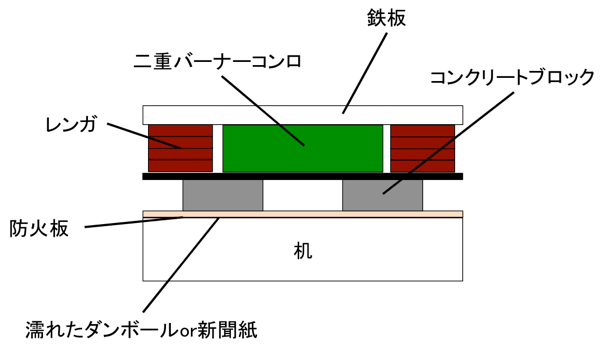 鉄板
二重バーナーコンロ
コンクリートブロック
レンガ
防火板
机
濡れたダンボールor新聞紙